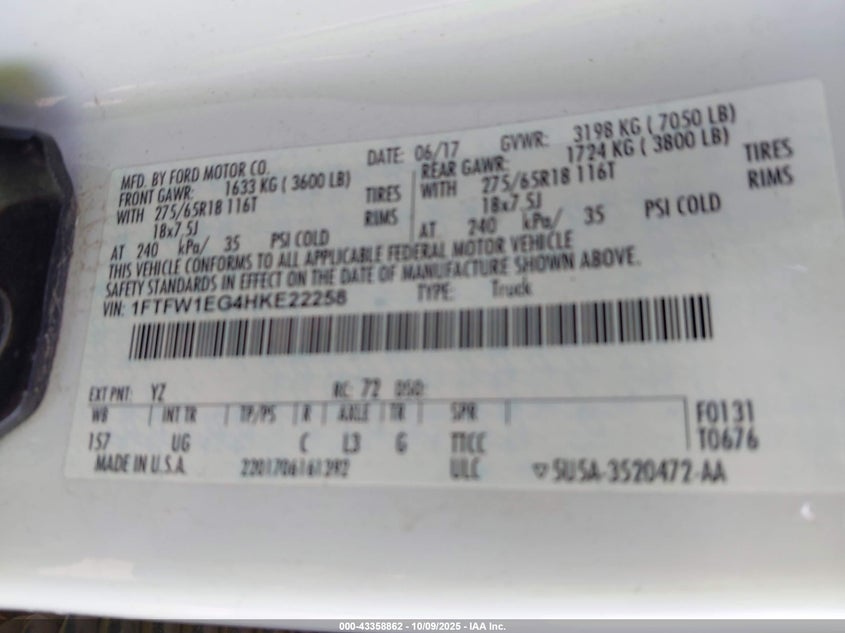 MFD. BY FORD MOTOR CO.
DATE: 06/17 GVWR: 3198 KG ( 7050 LB)
FRONT GAWR: 1633 KG ( 3600 LB)
WITH 275/65R18 116T TIRES
18x7.5J RIMS
AT 240 kPa/ 35 PSI COLD
REAR GAWR: 1724 KG ( 3800 LB)
WITH 275/65R18 116T TIRES
18x7.5J RIMS
AT 240 kPa/ 35 PSI COLD
THIS VEHICLE CONFORMS TO ALL APPLICABLE FEDERAL MOTOR VEHICLE
SAFETY STANDARDS IN EFFECT ON THE DATE OF MANUFACTURE SHOWN ABOVE.
VIN: 1FTFW1EG4HKE22258 TYPE: Truck
EXT PNT: YZ RC: 72 DSO:
WB | INT TR | TP/PS | R | AXLE | TR | SPR | F0131
157 UG C L3 G TTCC T0676
MADE IN U.S.A. 2201706161392 ULC ▽ 5U5A-3520472-AA
000-43358862 - 10/09/2025 - IAA Inc.